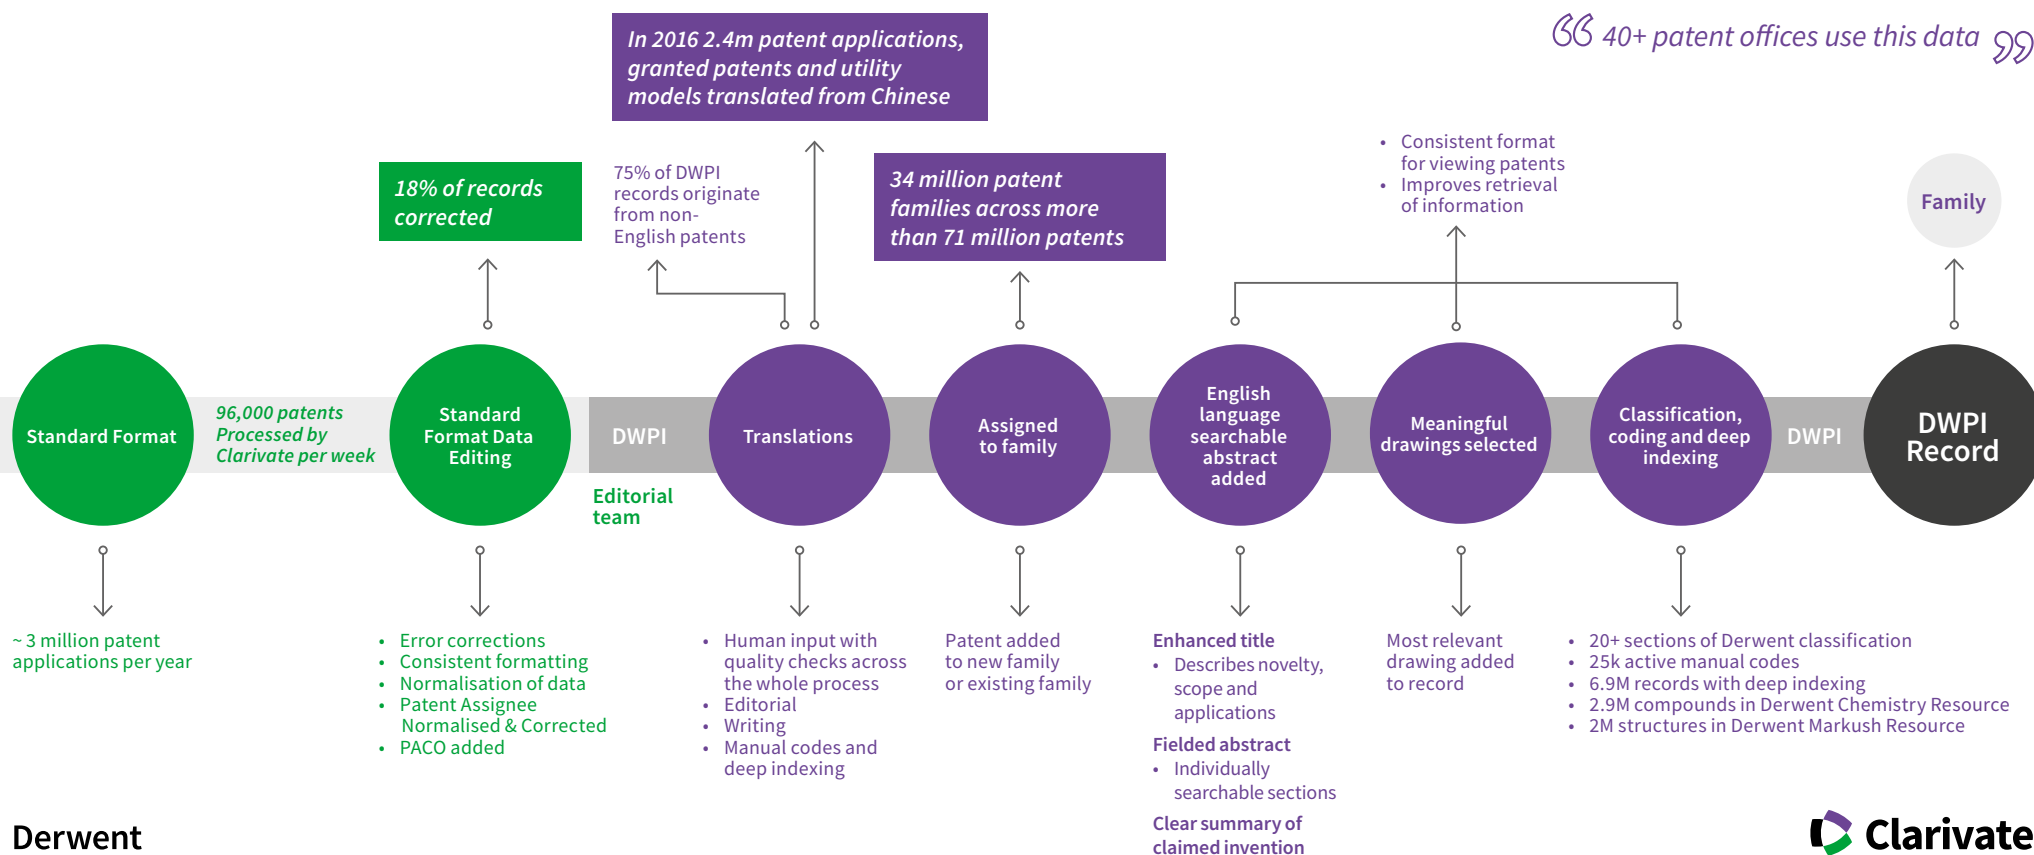 In 2016 2.4m patent applications,
granted patents and utility
models translated from Chinese
40+ patent offices use this data
18% of records
corrected
75% of DWPI
records originate
from non-
English patents
34 million patent
families across more
than 71 million patents
• Consistent format
for viewing patents
• Improves retrieval
of information
Family
Standard Format
96,000 patents
Processed by
Clarivate per week
Standard
Format Data
Editing
DWPI
Editorial
team
Translations
Assigned
to family
English
language
searchable
abstract
added
Meaningful
drawings selected
Classification,
coding and deep
indexing
DWPI
DWPI
Record
~ 3 million patent
applications per year
• Error corrections
• Consistent formatting
• Normalisation of data
• Patent Assignee
Normalised & Corrected
• PACO added
• Human input with
quality checks across
the whole process
• Editorial
• Writing
• Manual codes and
deep indexing
Patent added
to new family
or existing family
Enhanced title
• Describes novelty,
scope and
applications
Fielded abstract
• Individually
searchable sections
Clear summary of
claimed invention
Most relevant
drawing added
to record
• 20+ sections of Derwent classification
• 25k active manual codes
• 6.9M records with deep indexing
• 2.9M compounds in Derwent Chemistry Resource
• 2M structures in Derwent Markush Resource
Derwent
Clarivate